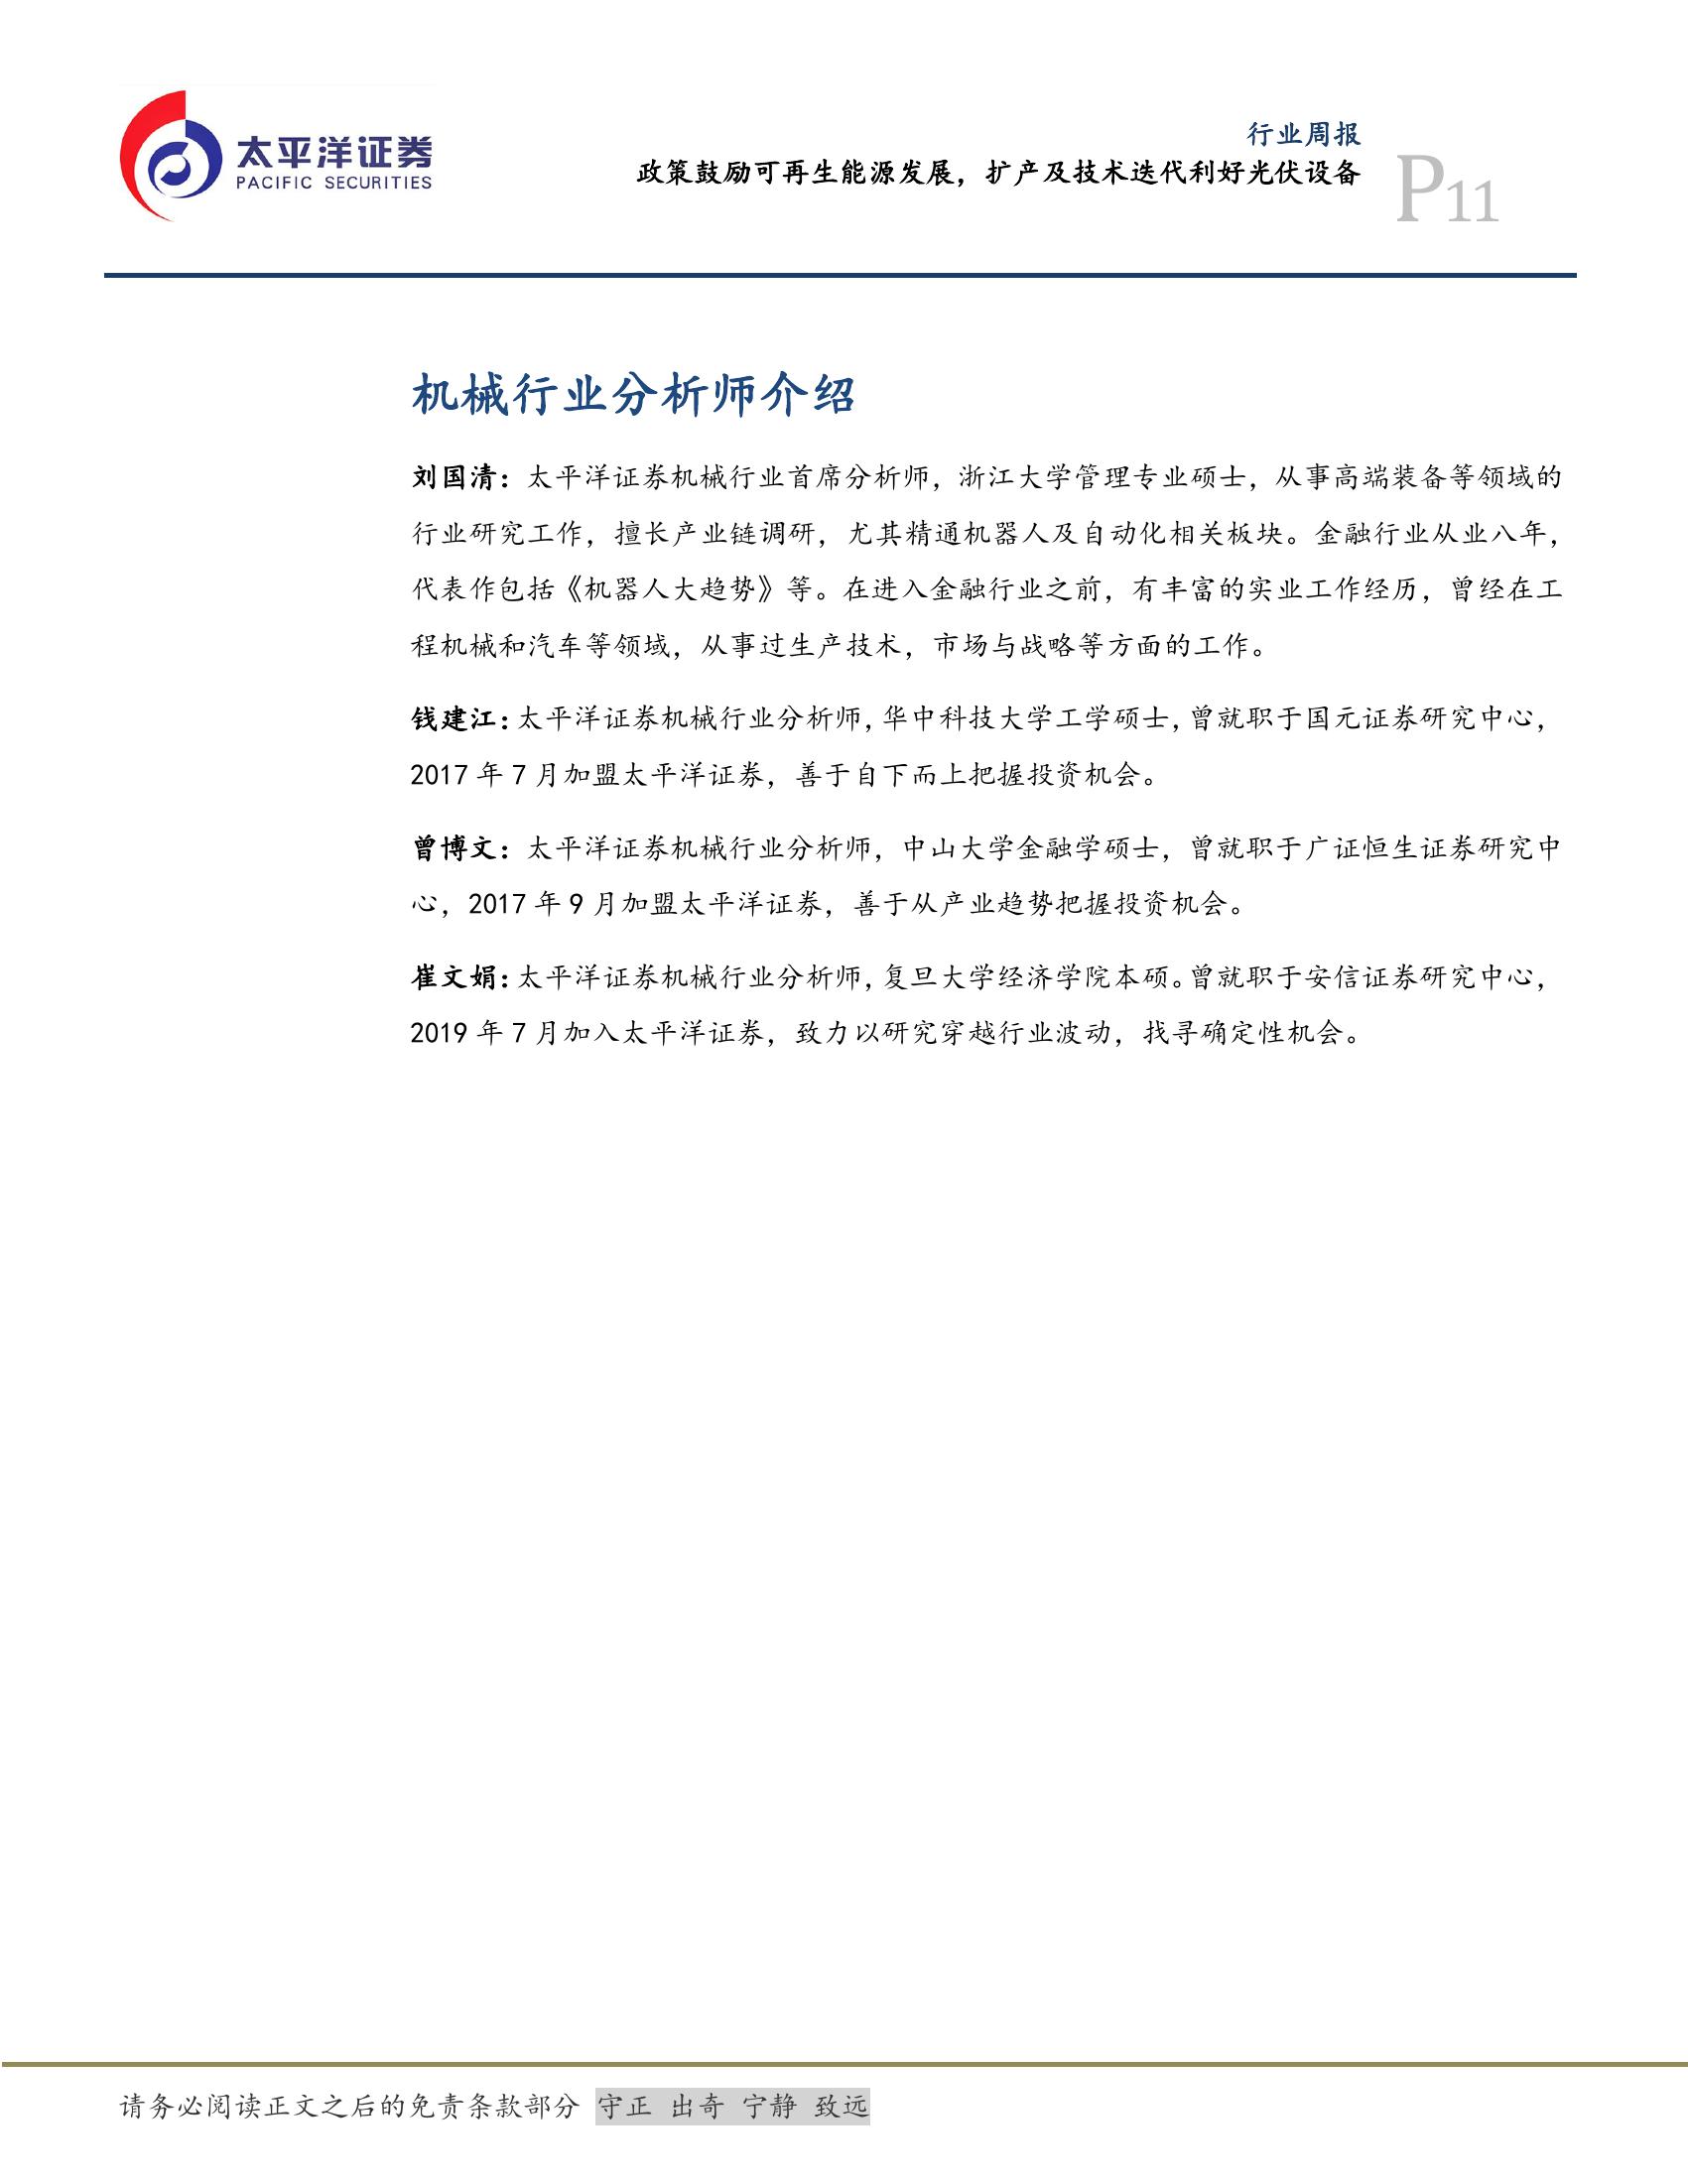 太平洋证券
PACIFIC SECURITIES
行业周报
政策鼓励可再生能源发展，扩产及技术迭代利好光伏设备
P11
机械行业分析师介绍
刘国清：太平洋证券机械行业首席分析师，浙江大学管理专业硕士，从事高端装备等领域的
行业研究工作，擅长产业链调研，尤其精通机器人及自动化相关板块。金融行业从业八年，
代表作包括《机器人大趋势》等。在进入金融行业之前，有丰富的实业工作经历，曾经在工
程机械和汽车等领域，从事过生产技术，市场与战略等方面的工作。
钱建江：太平洋证券机械行业分析师，华中科技大学工学硕士，曾就职于国元证券研究中心，
2017 年 7 月加盟太平洋证券，善于自下而上把握投资机会。
曾博文：太平洋证券机械行业分析师，中山大学金融学硕士，曾就职于广证恒生证券研究中
心，2017 年 9 月加盟太平洋证券，善于从产业趋势把握投资机会。
崔文娟：太平洋证券机械行业分析师，复旦大学经济学院本硕。曾就职于安信证券研究中心，
2019 年 7 月加入太平洋证券，致力以研究穿越行业波动，找寻确定性机会。
请务必阅读正文之后的免责条款部分 守正 出奇 宁静 致远